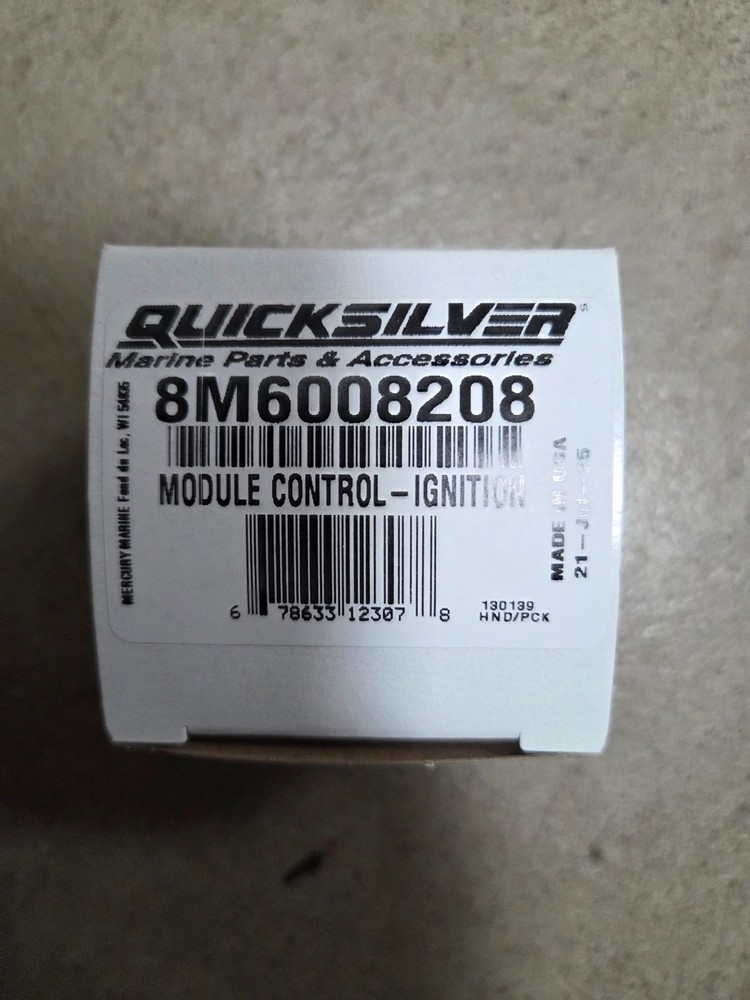 QUICKSILVER
Marine Parts & Accessories
8M6008208
MODULE CONTROL-IGNITION
6 78633 12307 8
130139
HND/PCK
MERCURY MARINE Fond du Lac, WI 54935
MADE IN USA